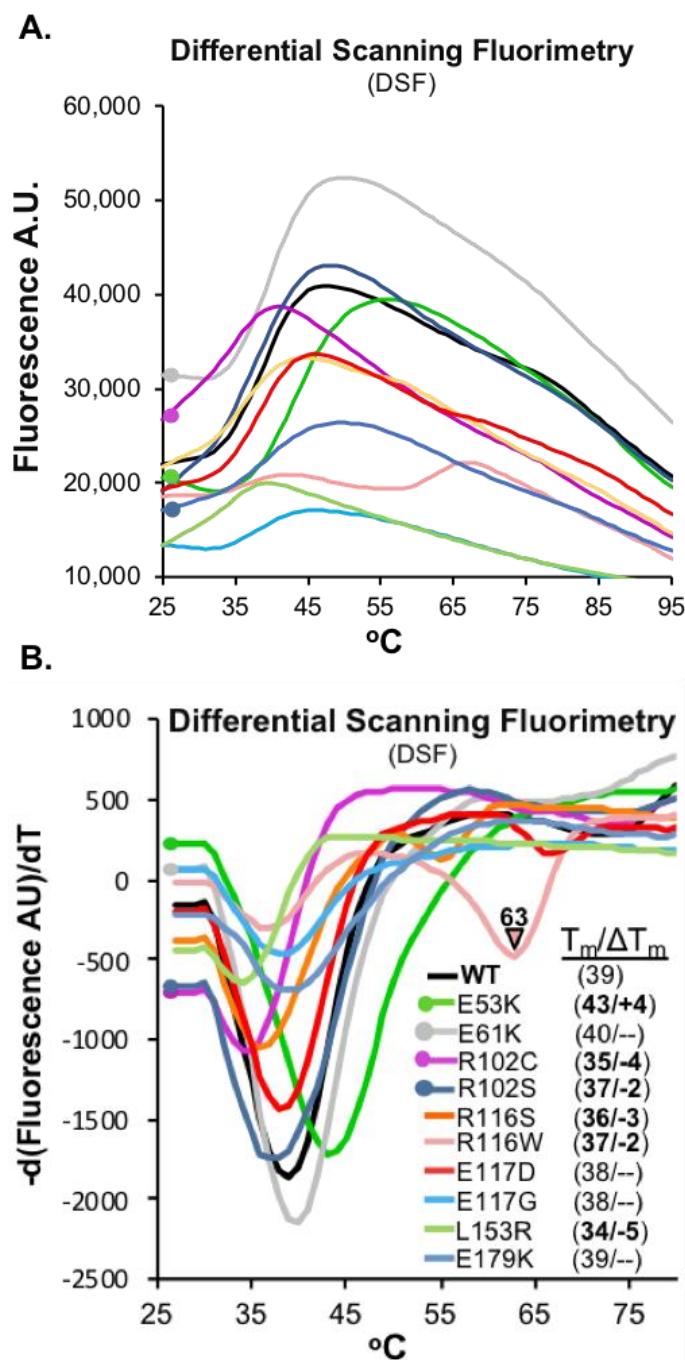 A.
Differential Scanning Fluorimetry
(DSF)
60,000
50,000
40,000
30,000
20,000
10,000
Fluorescence A.U.
25 35 45 55 65 75 85 95
oC
B.
Differential Scanning Fluorimetry
(DSF)
1000
500
0
-500
-1000
-1500
-2000
-2500
-d(Fluorescence AU)/dT
63
Tm/ΔTm
WT (39)
E53K (43/+4)
E61K (40/--)
R102C (35/-4)
R102S (37/-2)
R116S (36/-3)
R116W (37/-2)
E117D (38/--)
E117G (38/--)
L153R (34/-5)
E179K (39/--)
25 35 45 55 65 75
oC